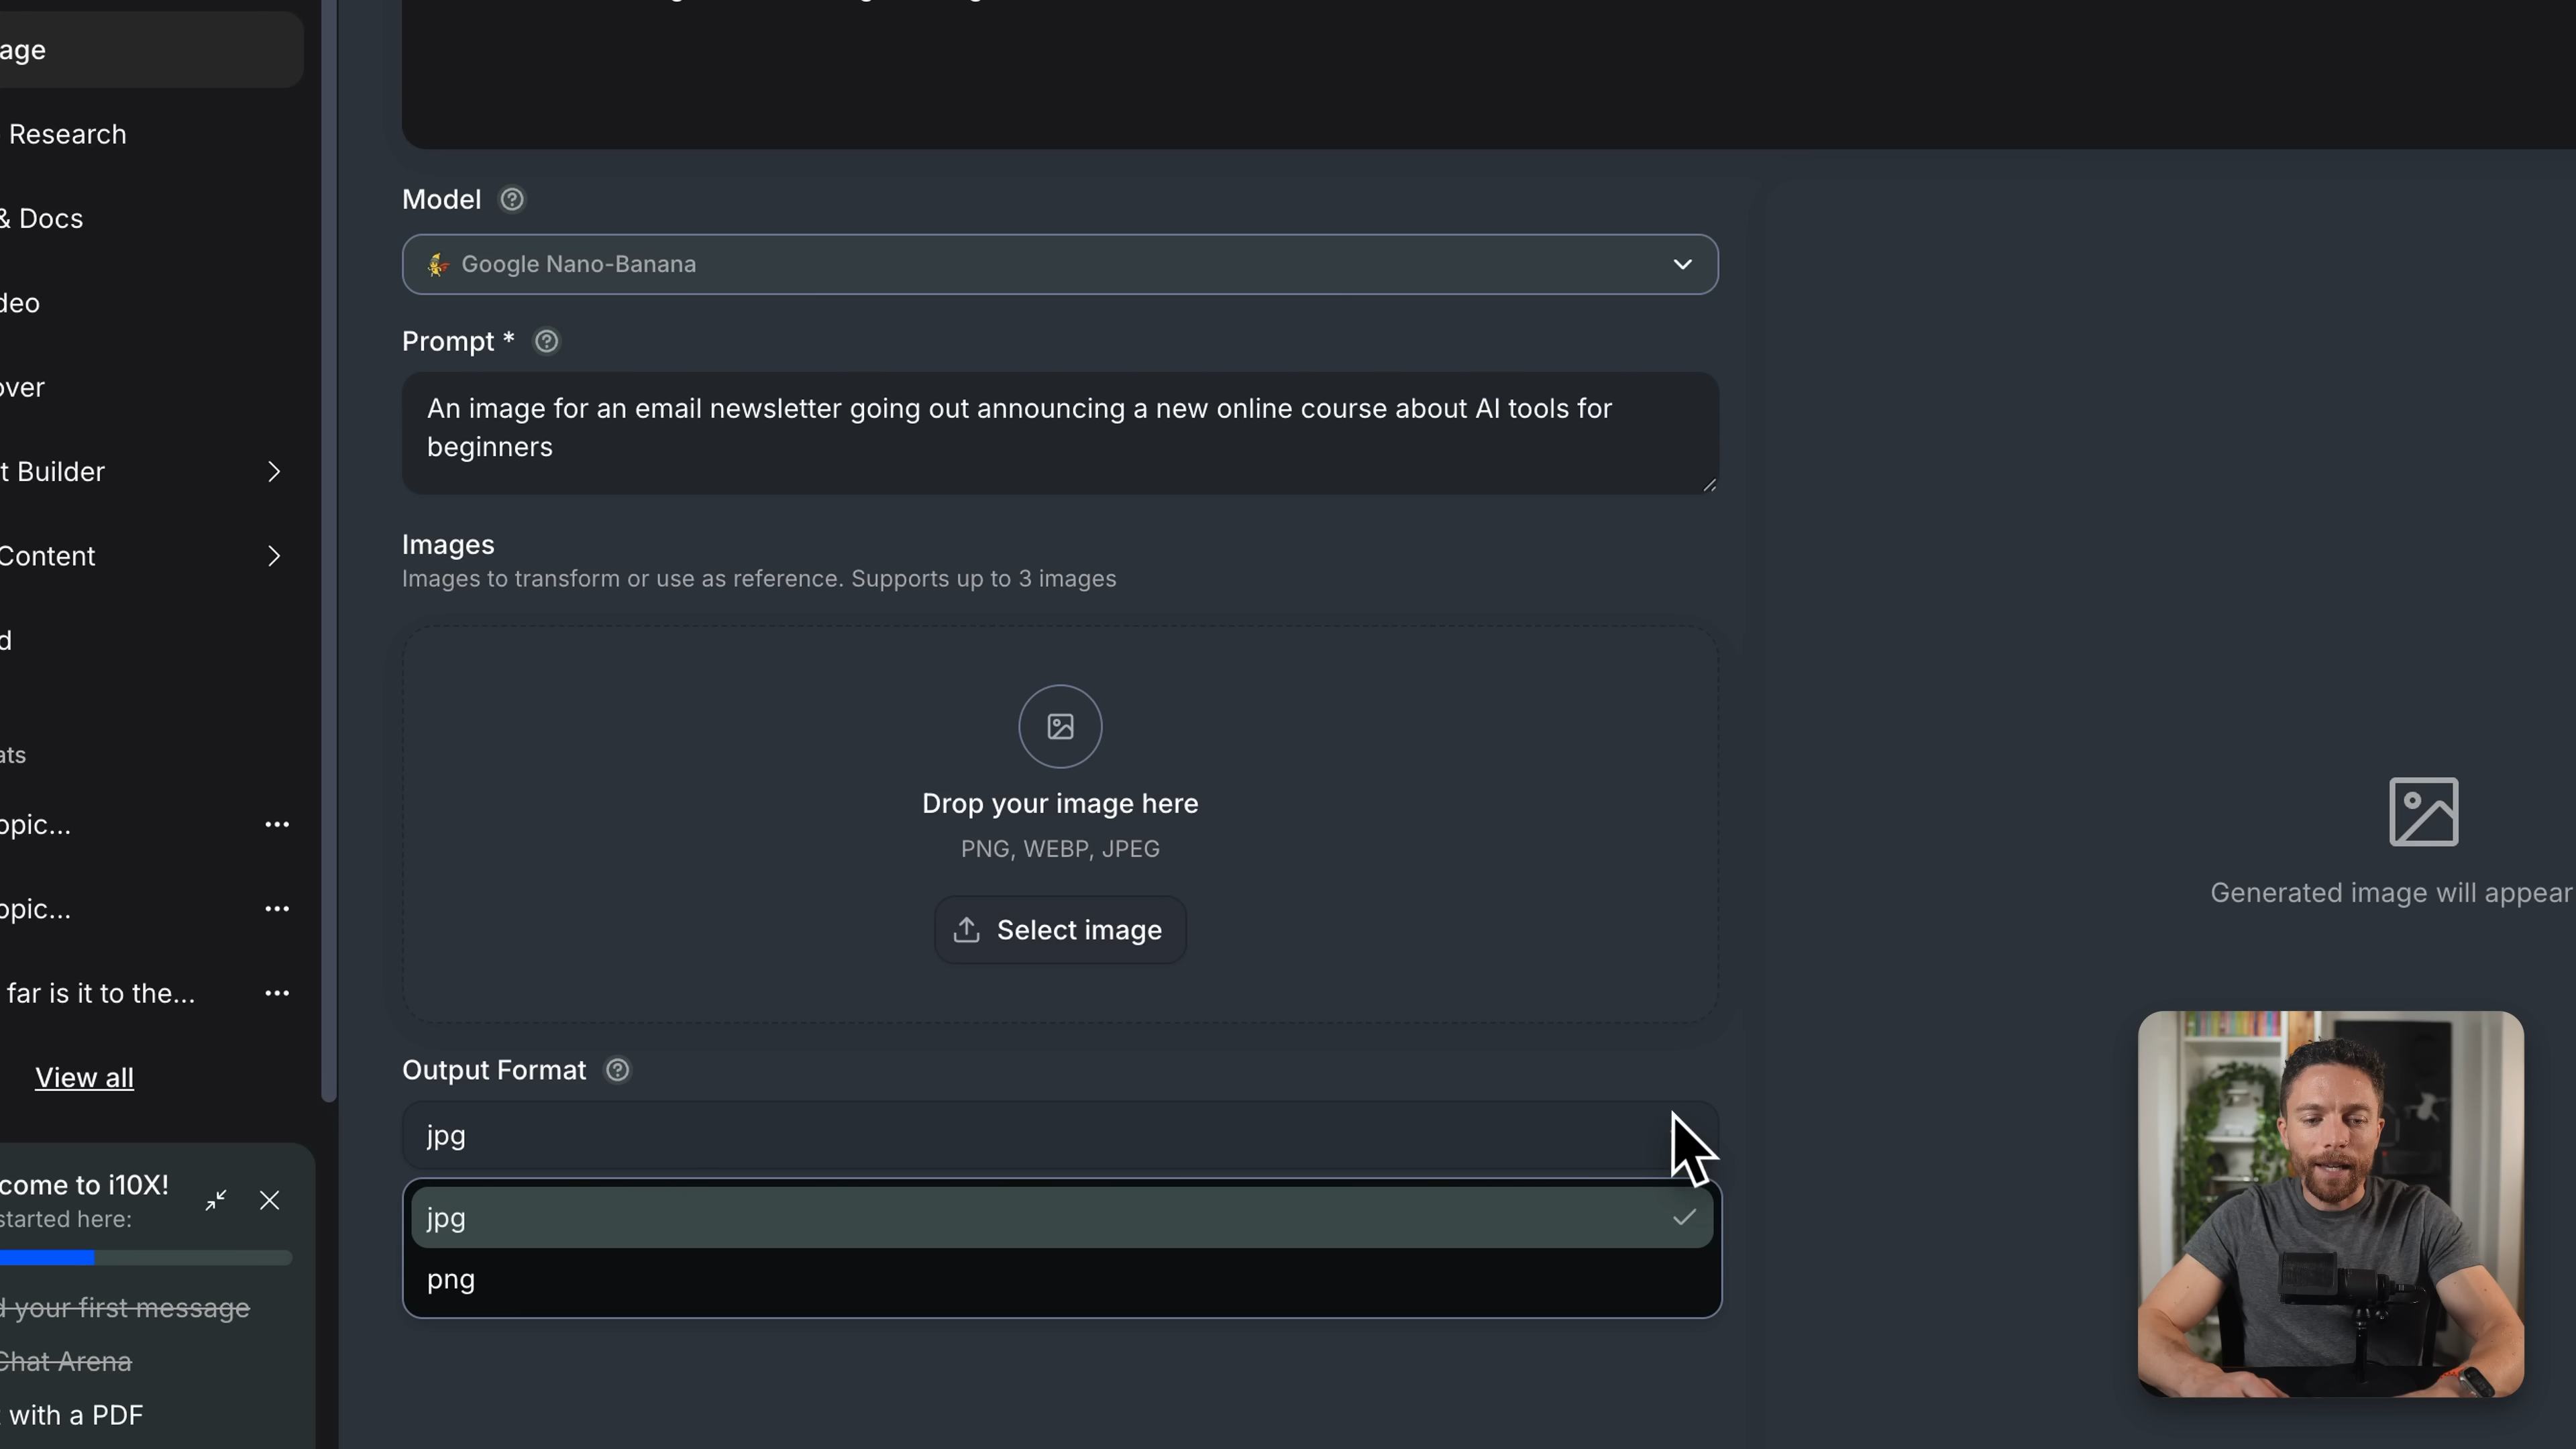 age
Research
& Docs
deo
over
t Builder
Content
d
ats
opic...
opic...
far is it to the...
View all
come to i10X!
started here:
d your first message
Chat Arena
with a PDF
Model
Google Nano-Banana
Prompt *
An image for an email newsletter going out announcing a new online course about AI tools for
beginners
Images
Images to transform or use as reference. Supports up to 3 images
Drop your image here
PNG, WEBP, JPEG
Select image
Output Format
jpg
jpg
png
Generated image will appear